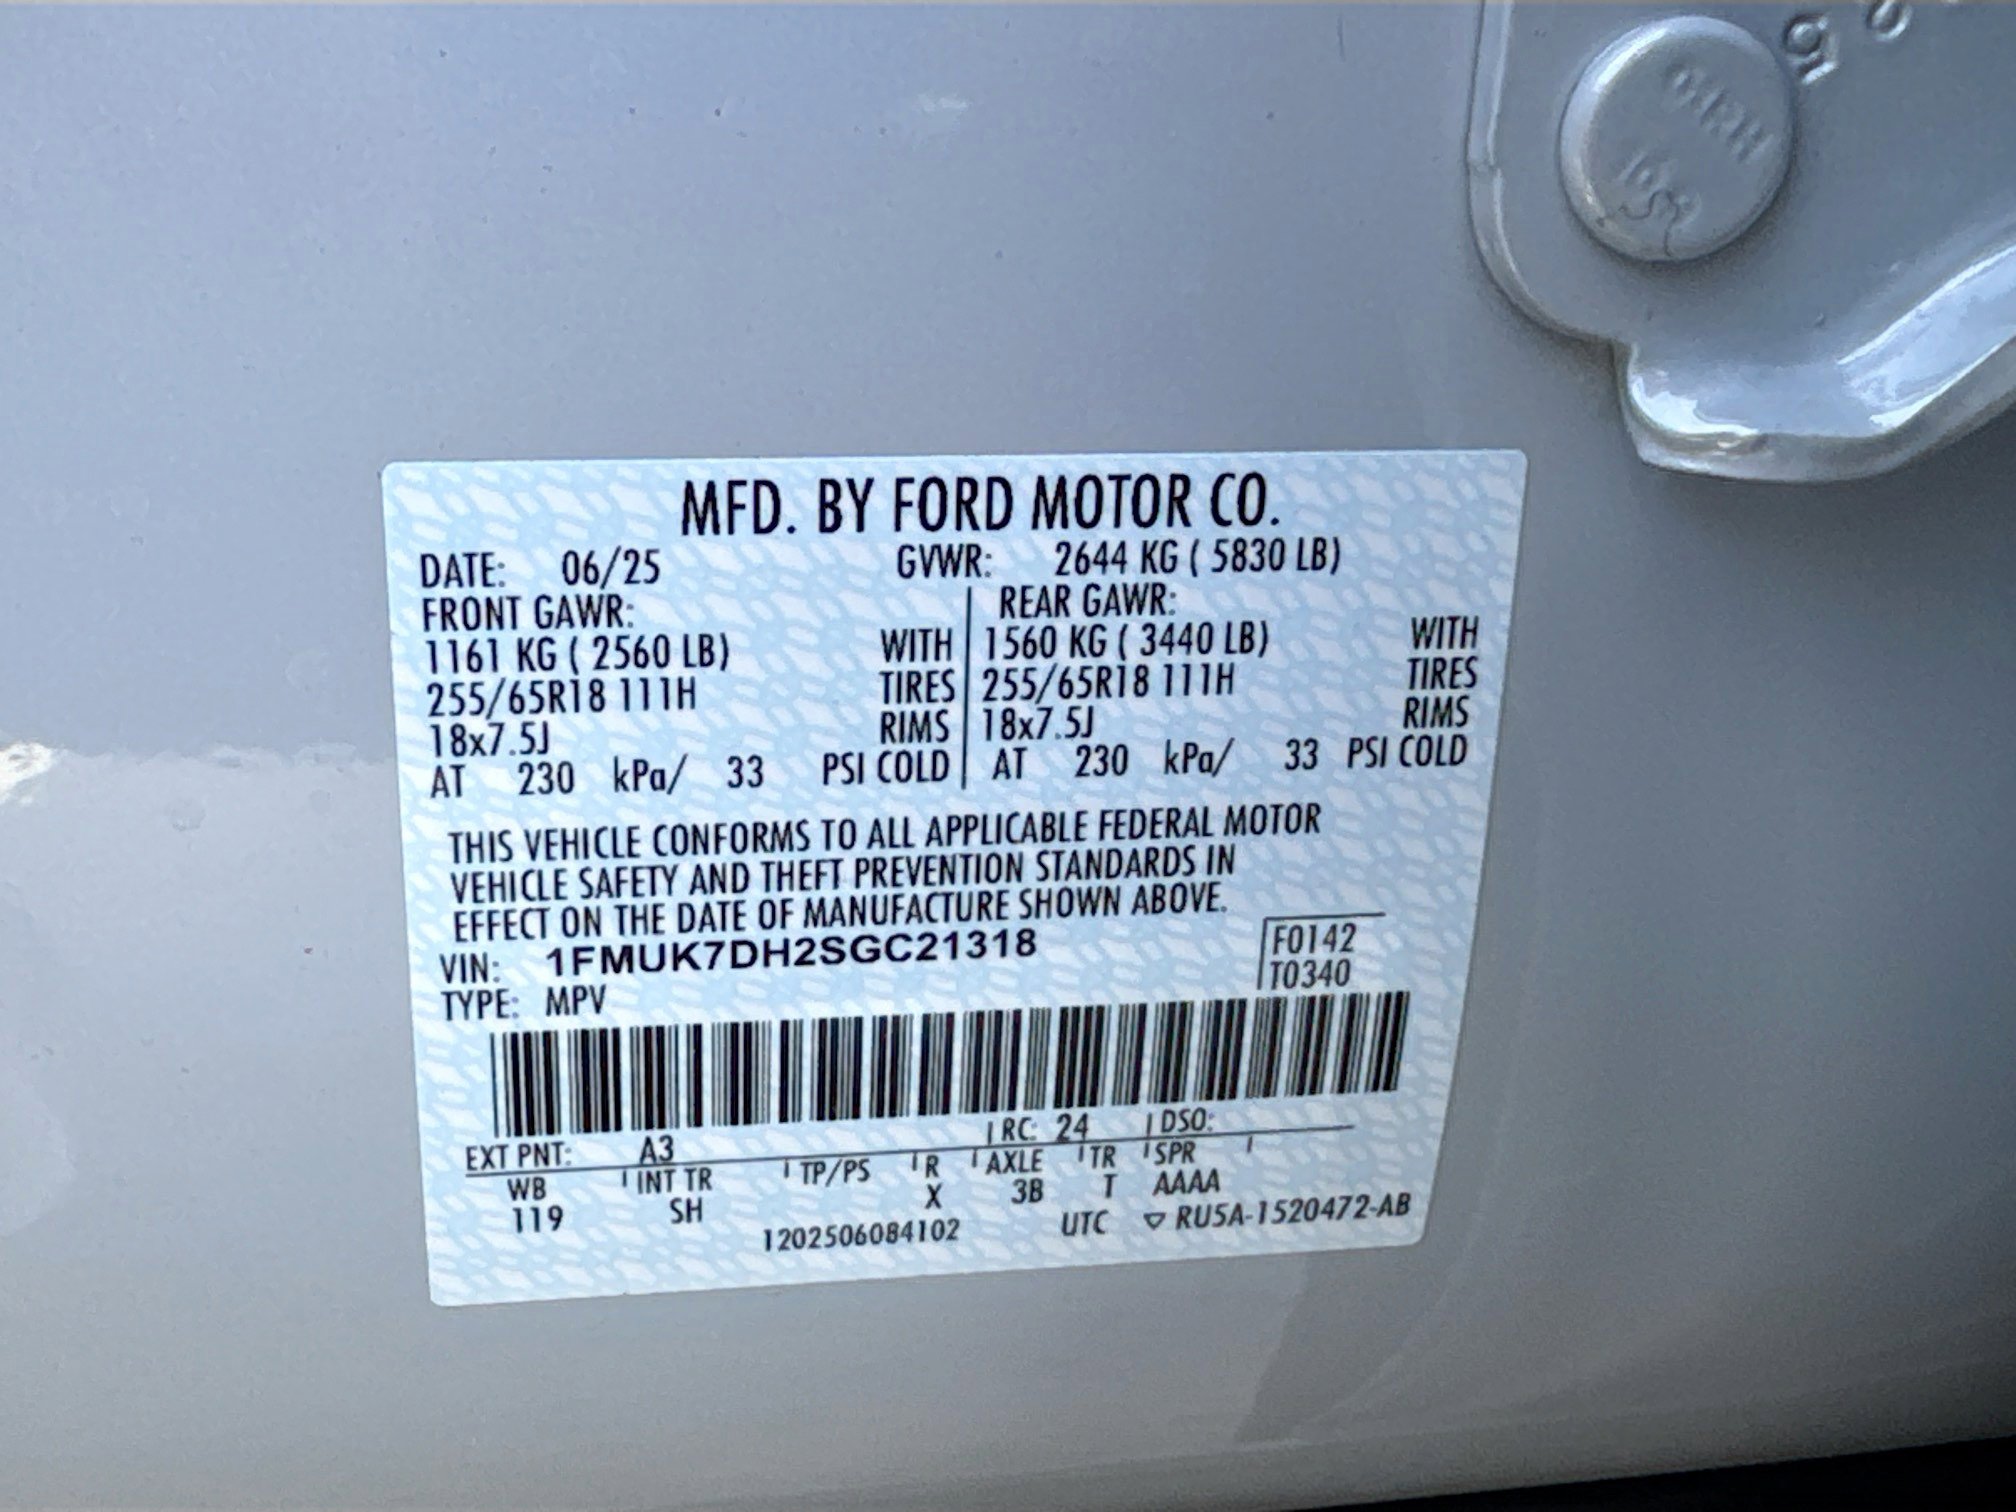 MFD. BY FORD MOTOR CO.
DATE: 06/25 GVWR: 2644 KG ( 5830 LB)
FRONT GAWR: REAR GAWR:
1161 KG ( 2560 LB) WITH 1560 KG ( 3440 LB) WITH
255/65R18 111H TIRES 255/65R18 111H TIRES
18x7.5J RIMS 18x7.5J RIMS
AT 230 kPa/ 33 PSI COLD AT 230 kPa/ 33 PSI COLD
THIS VEHICLE CONFORMS TO ALL APPLICABLE FEDERAL MOTOR
VEHICLE SAFETY AND THEFT PREVENTION STANDARDS IN
EFFECT ON THE DATE OF MANUFACTURE SHOWN ABOVE.
VIN: 1FMUK7DH2SGC21318 F0142
TYPE: MPV T0340
EXT PNT: A3 RC: 24 DSO:
WB INT TR TP/PS R AXLE TR SPR
119 SH X 3B T AAAA
1202506084102 UTC ▽ RU5A-1520472-AB